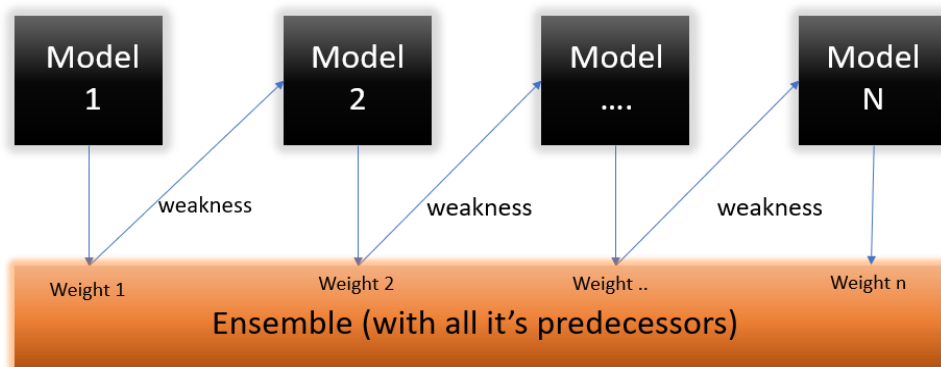 Model
1
Model
2
Model
....
Model
N
weakness
weakness
weakness
Weight 1
Weight 2
Weight ..
Weight n
Ensemble (with all it's predecessors)